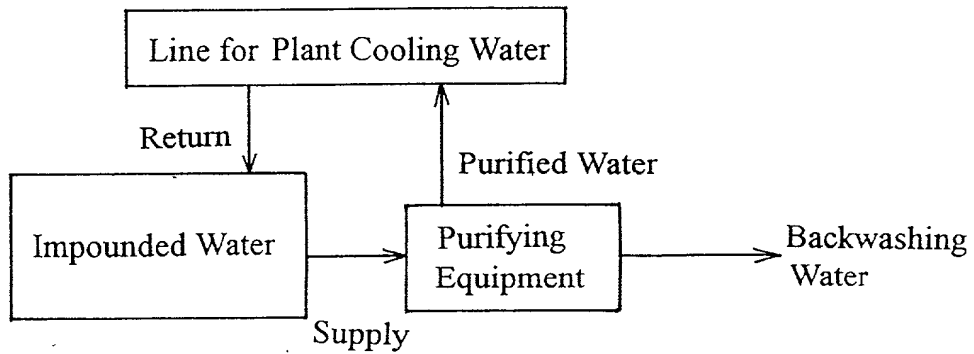 Line for Plant Cooling Water
Return
Purified Water
Impounded Water
Purifying
Equipment
Backwashing
Water
Supply